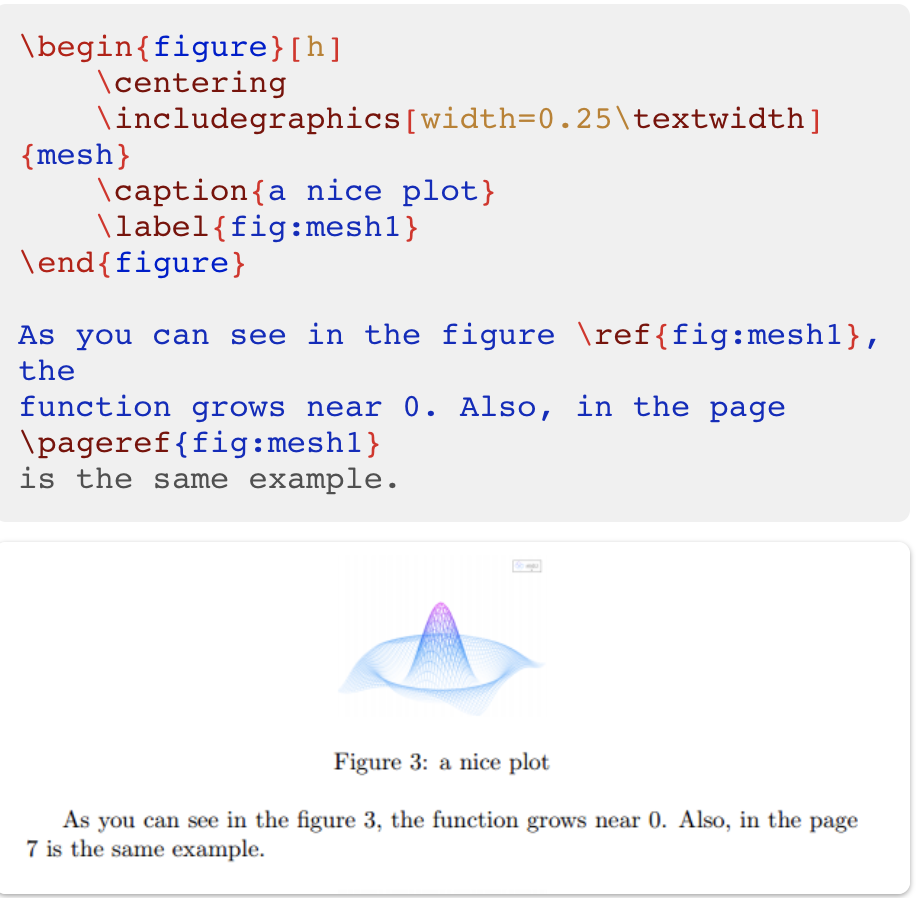 \begin{figure}[h]
    \centering
    \includegraphics[width=0.25\textwidth]
{mesh}
    \caption{a nice plot}
    \label{fig:mesh1}
\end{figure}

As you can see in the figure \ref{fig:mesh1},
the
function grows near 0. Also, in the page
\pageref{fig:mesh1}
is the same example.

Figure 3: a nice plot
As you can see in the figure 3, the function grows near 0. Also, in the page
7 is the same example.